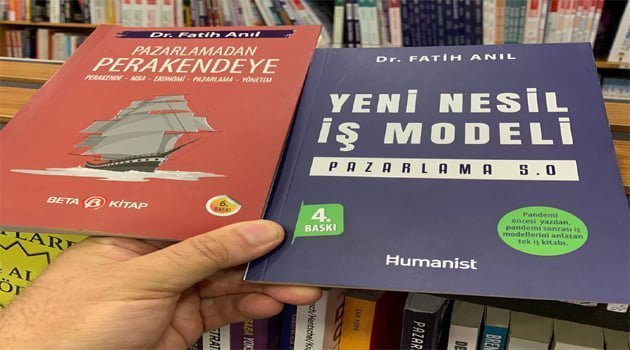 Dr. Fatih Anıl
PAZARLAMADAN
PERAKENDEYE
PERAKENDE - MBA - EKONOMİ - PAZARLAMA - YÖNETİM
BETA B KİTAP
6.
BASKI
Dr. FATİH ANIL
YENİ NESİL
İŞ MODELİ
PAZARLAMA 5.0
4.
BASKI
Pandemi
öncesi yazılan,
pandemi sonrası iş
modellerini anlatan
tek iş kitabı.
Humanist
PAZAR